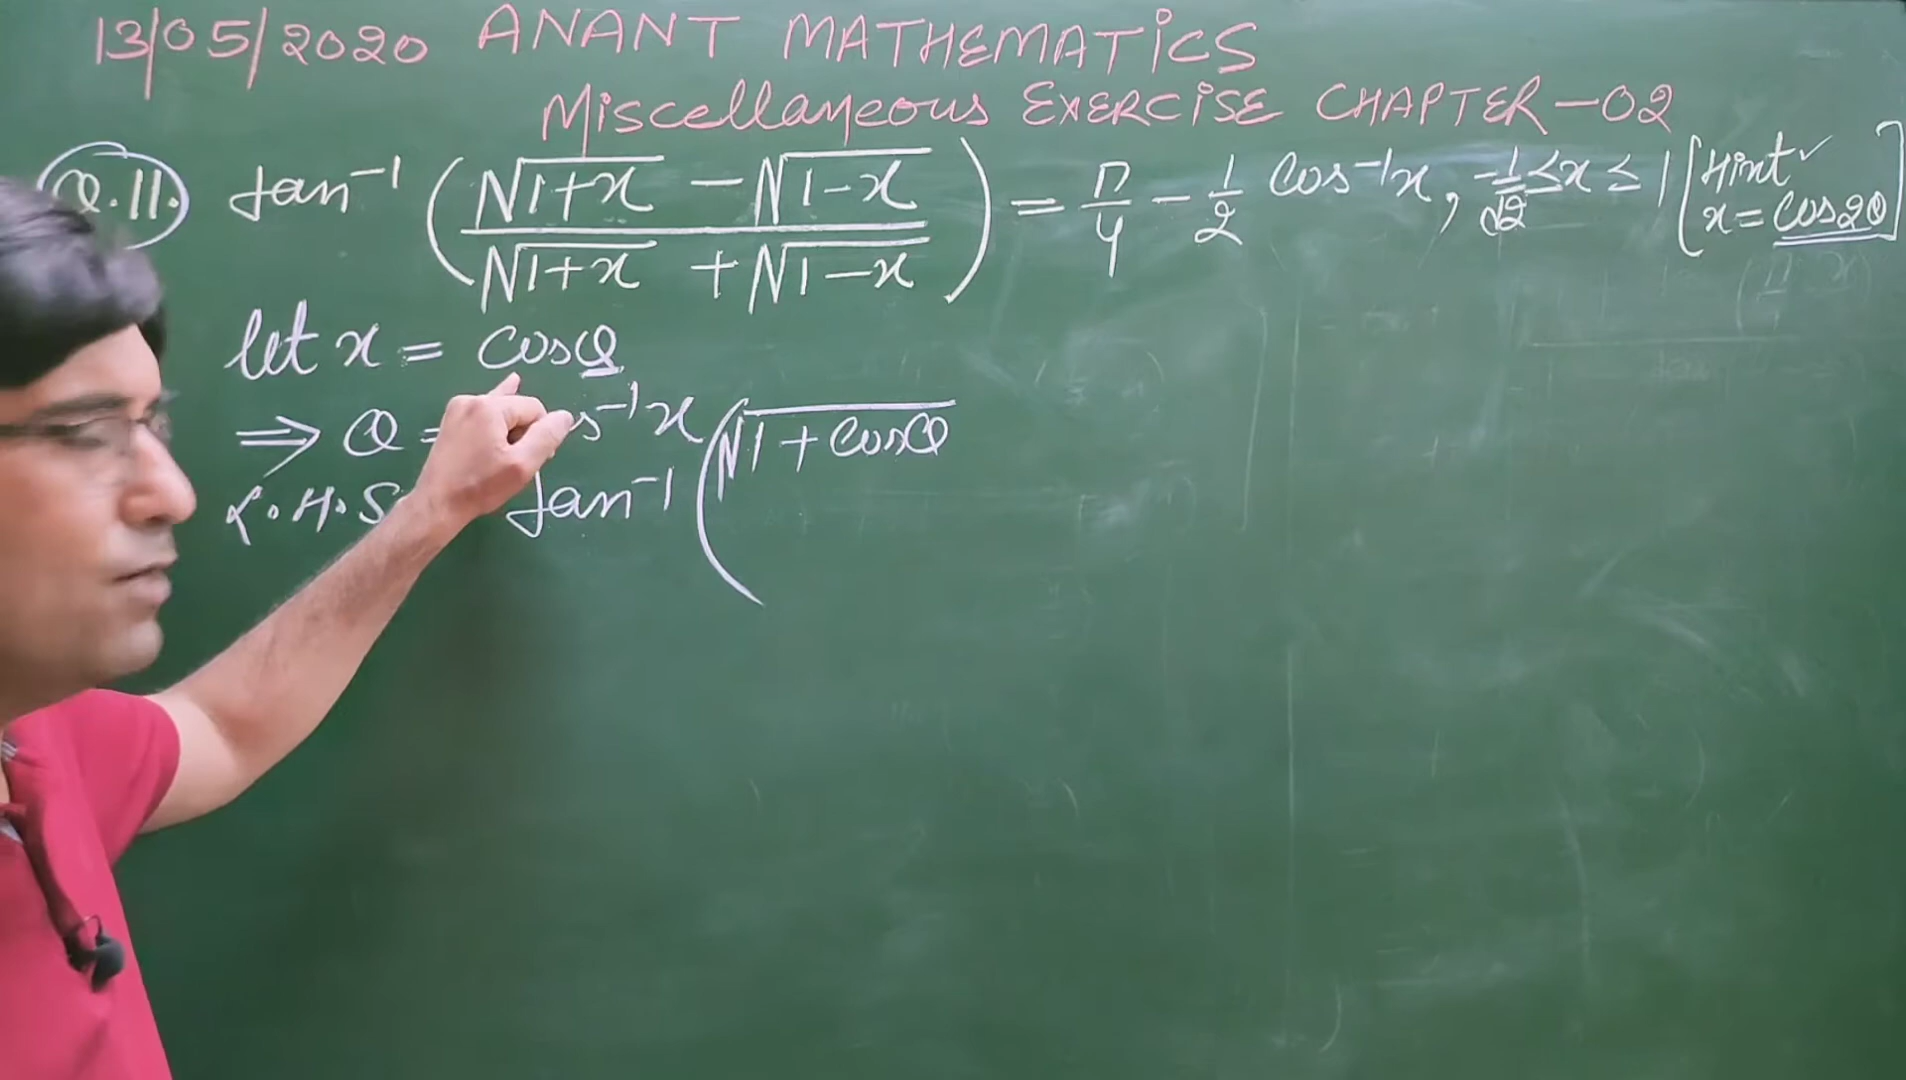 13/05/2020 ANANT MATHEMATICS
Miscellaneous EXERCISE CHAPTER-02
Q.11. tan⁻¹ ( (√1+x − √1−x) / (√1+x + √1−x) ) = π/4 − 1/2 cos⁻¹x, -1/√2 ≤ x ≤ 1 [Hint ✓ x = cos2θ]
let x = cosθ
⇒ θ = cos⁻¹x
L.H.S. tan⁻¹ ( √1+cosθ